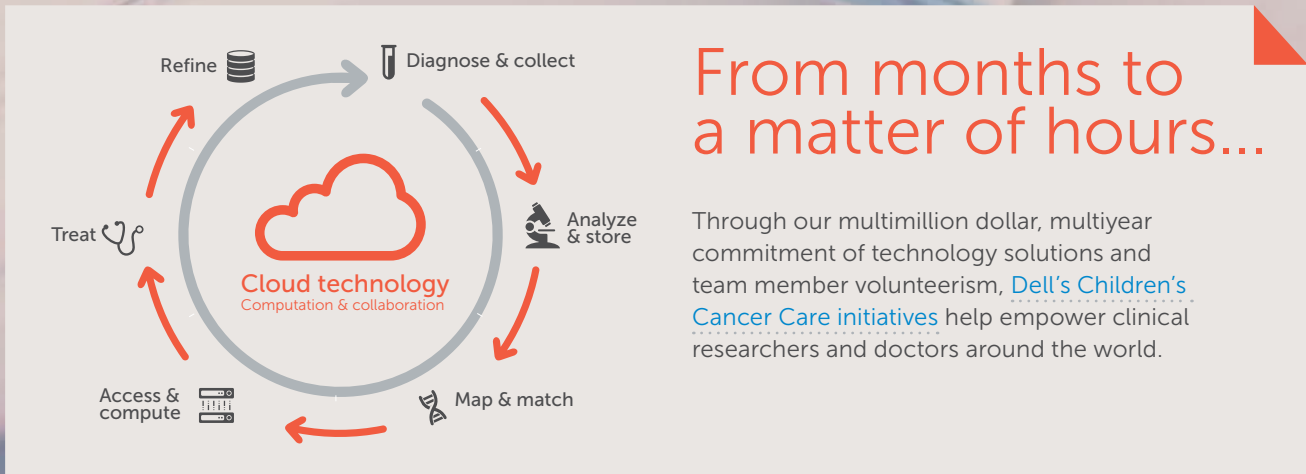 Refine
Diagnose & collect
Analyze
& store
Map & match
Access &
compute
Treat
Cloud technology
Computation & collaboration
From months to
a matter of hours...
Through our multimillion dollar, multiyear
commitment of technology solutions and
team member volunteerism, Dell’s Children’s
Cancer Care initiatives help empower clinical
researchers and doctors around the world.